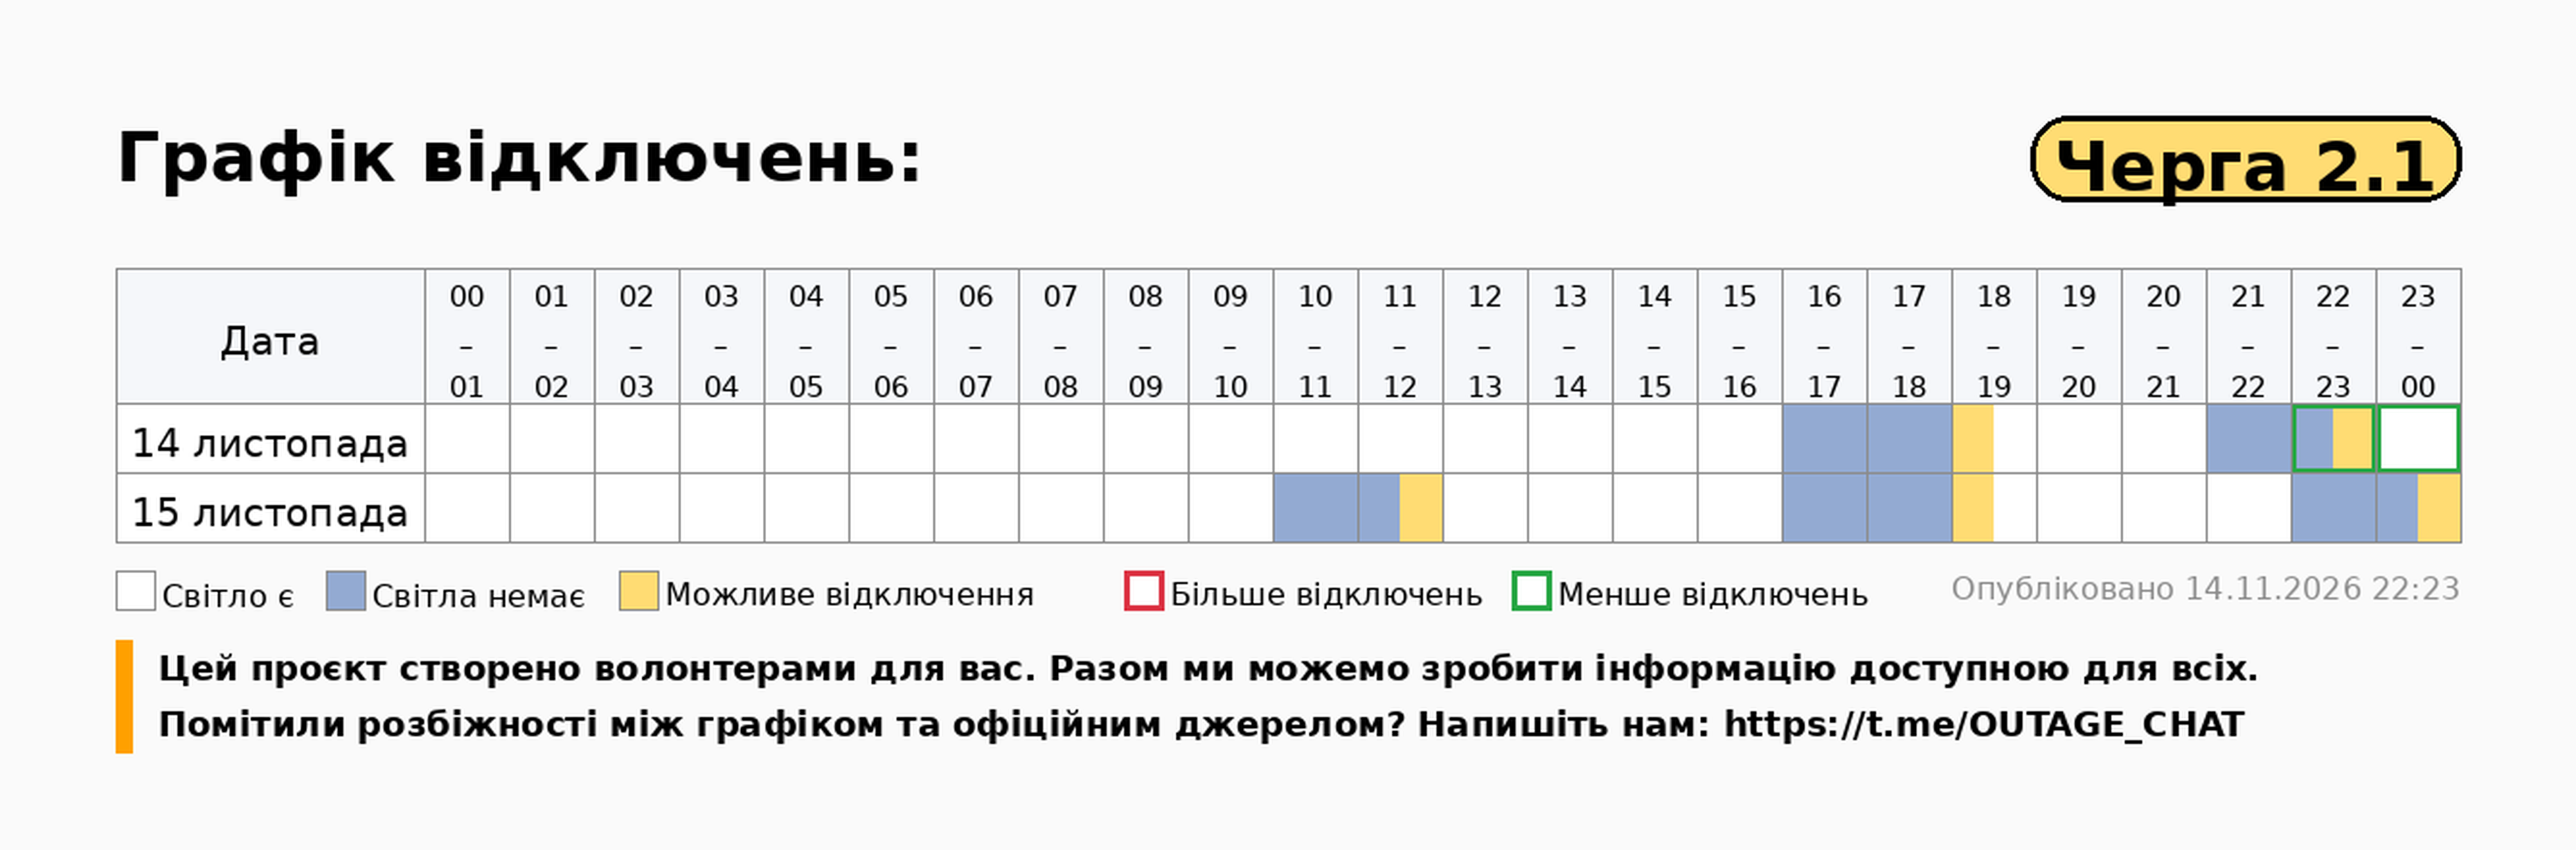 Графік відключень:
Черга 2.1
Дата
00 – 01
01 – 02
02 – 03
03 – 04
04 – 05
05 – 06
06 – 07
07 – 08
08 – 09
09 – 10
10 – 11
11 – 12
12 – 13
13 – 14
14 – 15
15 – 16
16 – 17
17 – 18
18 – 19
19 – 20
20 – 21
21 – 22
22 – 23
23 – 00
14 листопада
15 листопада
Світло є
Світла немає
Можливе відключення
Більше відключень
Менше відключень
Опубліковано 14.11.2026 22:23
Цей проєкт створено волонтерами для вас. Разом ми можемо зробити інформацію доступною для всіх.
Помітили розбіжності між графіком та офіційним джерелом? Напишіть нам: https://t.me/OUTAGE_CHAT